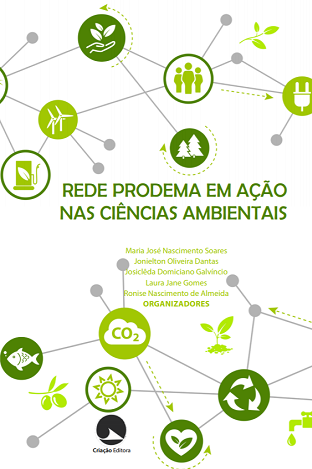 REDE PRODEMA EM AÇÃO
NAS CIÊNCIAS AMBIENTAIS
Maria José Nascimento Soares
Jonielton Oliveira Dantas
Josiclêda Domiciano Galvíncio
Laura Jane Gomes
Ronise Nascimento de Almeida
ORGANIZADORES
CO₂
Criação Editora